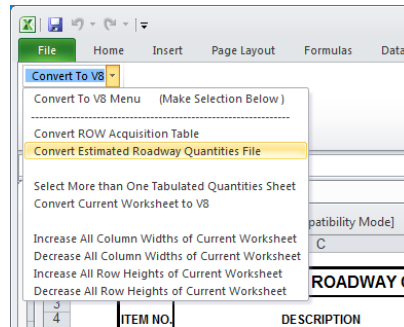 File Home Insert Page Layout Formulas Data
Convert To V8
Convert To V8 Menu (Make Selection Below )
------------------------------------------------------------
Convert ROW Acquisition Table
Convert Estimated Roadway Quantities File
Select More than One Tabulated Quantities Sheet
Convert Current Worksheet to V8
patibility Mode]
C
Increase All Column Widths of Current Worksheet
Decrease All Column Widths of Current Worksheet
Increase All Row Heights of Current Worksheet
ROADWAY
Decrease All Row Heights of Current Worksheet
3
4 ITEM NO. DESCRIPTION